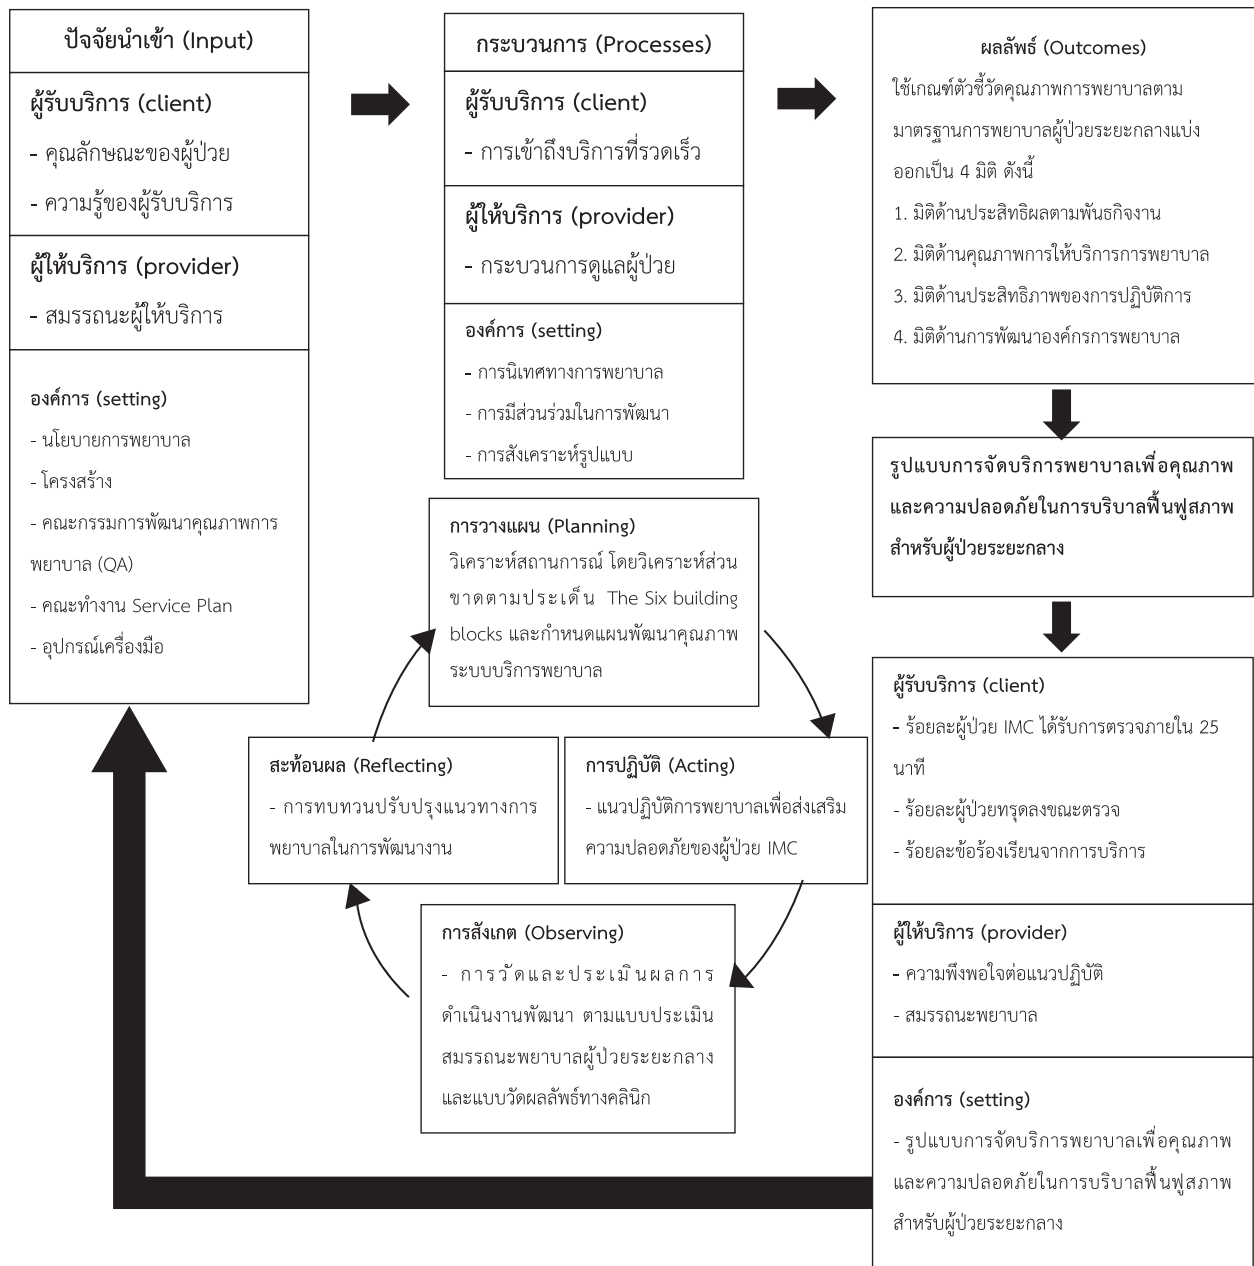 ปัจจัยนำเข้า (Input)
ผู้รับบริการ (client)
- คุณลักษณะของผู้ป่วย
- ความรู้ของผู้รับบริการ
ผู้ให้บริการ (provider)
- สมรรถนะผู้ให้บริการ
องค์การ (setting)
- นโยบายการพยาบาล
- โครงสร้าง
- คณะกรรมการพัฒนาคุณภาพการ
พยาบาล (QA)
- คณะทำงาน Service Plan
- อุปกรณ์เครื่องมือ
กระบวนการ (Processes)
ผู้รับบริการ (client)
- การเข้าถึงบริการที่รวดเร็ว
ผู้ให้บริการ (provider)
- กระบวนการดูแลผู้ป่วย
องค์การ (setting)
- การนิเทศทางการพยาบาล
- การมีส่วนร่วมในการพัฒนา
- การสังเคราะห์รูปแบบ
การวางแผน (Planning)
วิเคราะห์สถานการณ์ โดยวิเคราะห์ส่วน
ขาดตามประเด็น The Six building
blocks และกำหนดแผนพัฒนาคุณภาพ
ระบบบริการพยาบาล
สะท้อนผล (Reflecting)
- การทบทวนปรับปรุงแนวทางการ
พยาบาลในการพัฒนางาน
การปฏิบัติ (Acting)
- แนวปฏิบัติการพยาบาลเพื่อส่งเสริม
ความปลอดภัยของผู้ป่วย IMC
การสังเกต (Observing)
- การวัดและประเมินผลการ
ดำเนินงานพัฒนา ตามแบบประเมิน
สมรรถนะพยาบาลผู้ป่วยระยะกลาง
และแบบวัดผลลัพธ์ทางคลินิก
ผลลัพธ์ (Outcomes)
ใช้เกณฑ์ตัวชี้วัดคุณภาพการพยาบาลตาม
มาตรฐานการพยาบาลผู้ป่วยระยะกลางแบ่ง
ออกเป็น 4 มิติ ดังนี้
1. มิติด้านประสิทธิผลตามพันธกิจงาน
2. มิติด้านคุณภาพการให้บริการการพยาบาล
3. มิติด้านประสิทธิภาพของการปฏิบัติการ
4. มิติด้านการพัฒนาองค์กรการพยาบาล
รูปแบบการจัดบริการพยาบาลเพื่อคุณภาพ
และความปลอดภัยในการบริบาลฟื้นฟูสภาพ
สำหรับผู้ป่วยระยะกลาง
ผู้รับบริการ (client)
- ร้อยละผู้ป่วย IMC ได้รับการตรวจภายใน 25
นาที
- ร้อยละผู้ป่วยทรุดลงขณะตรวจ
- ร้อยละข้อร้องเรียนจากการบริการ
ผู้ให้บริการ (provider)
- ความพึงพอใจต่อแนวปฏิบัติ
- สมรรถนะพยาบาล
องค์การ (setting)
- รูปแบบการจัดบริการพยาบาลเพื่อคุณภาพ
และความปลอดภัยในการบริบาลฟื้นฟูสภาพ
สำหรับผู้ป่วยระยะกลาง